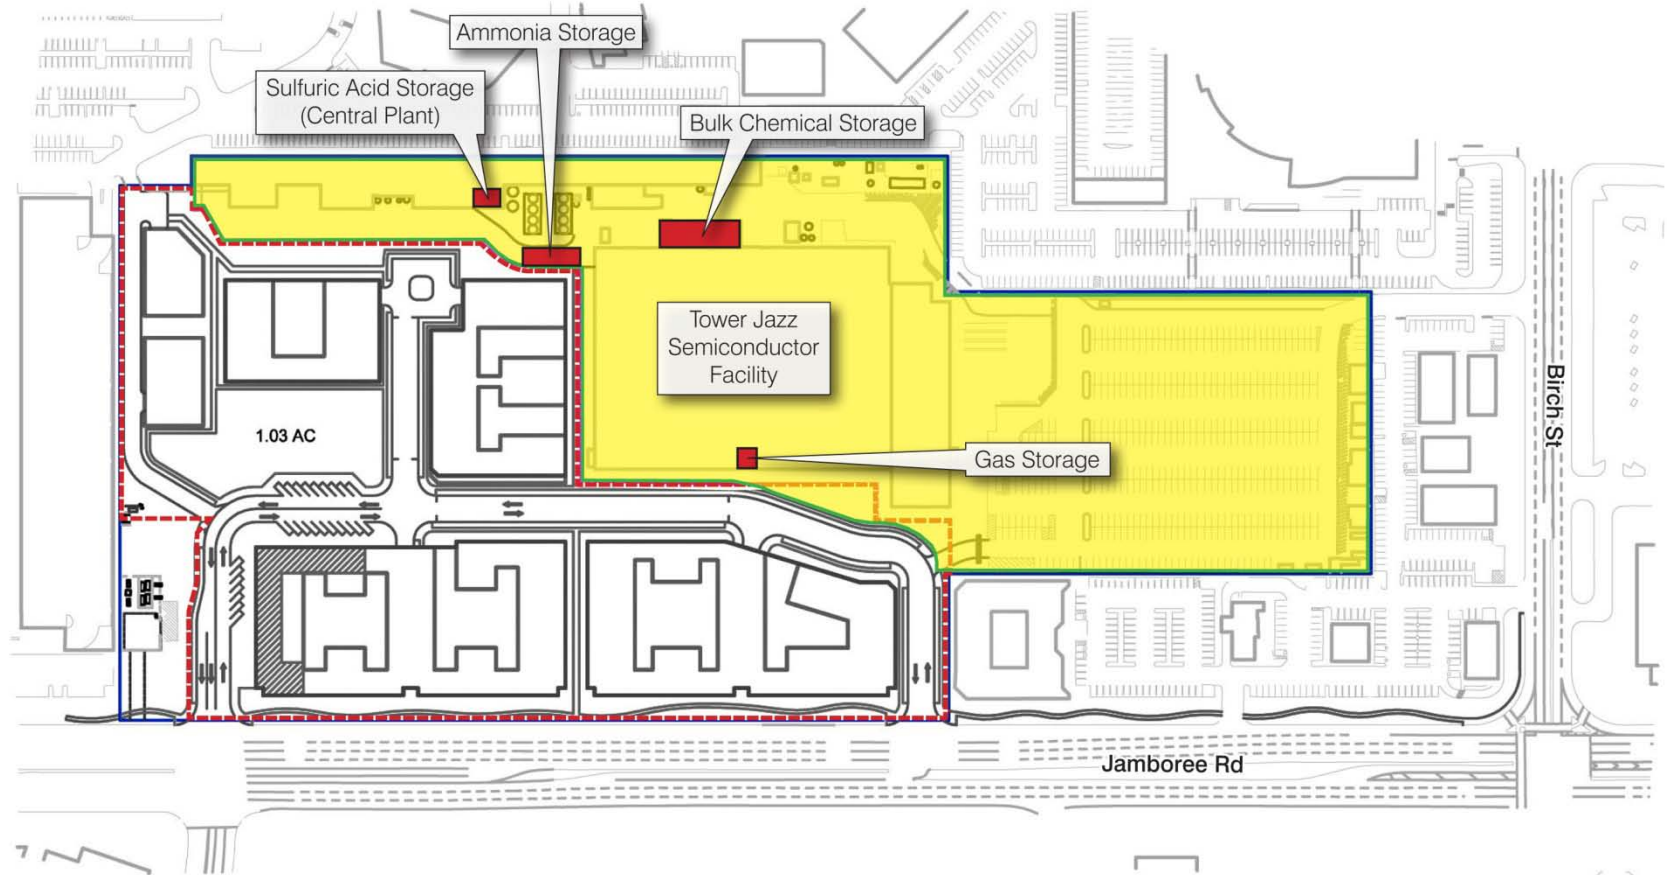 Ammonia Storage
Sulfuric Acid Storage
(Central Plant)
Bulk Chemical Storage
Tower Jazz
Semiconductor
Facility
1.03 AC
Gas Storage
Birch St
Jamboree Rd